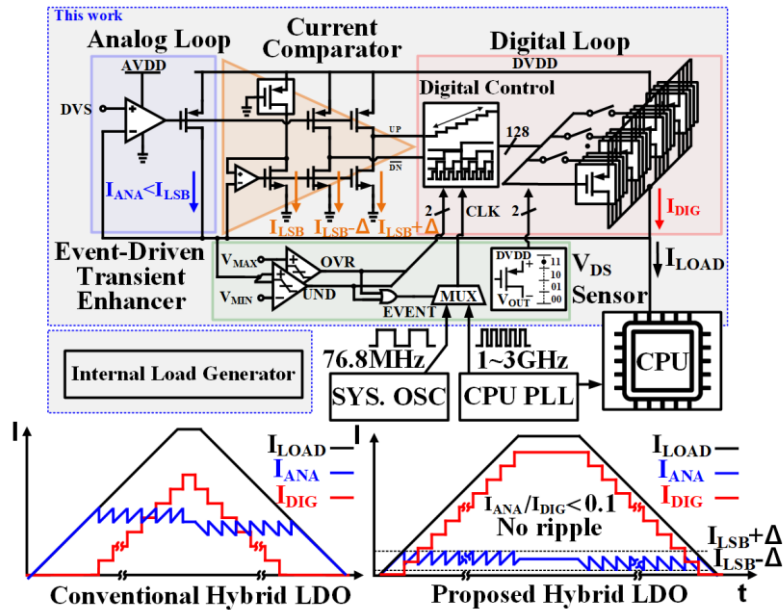 This work
Analog Loop
Current
Comparator
Digital Loop
AVDD
DVDD
DVS
Digital Control
UP
DN
128
I_ANA<I_LSB
I_LSB
I_LSB-Δ
I_LSB+Δ
2
CLK
2
I_DIG
I_LOAD
Event-Driven
Transient
Enhancer
V_MAX
V_MIN
OVR
UND
EVENT
MUX
DVDD
V_OUT
+
-
11
10
01
00
V_DS
Sensor
76.8MHz
1~3GHz
Internal Load Generator
SYS. OSC
CPU PLL
CPU
I
I_LOAD
I_ANA
I_DIG
Conventional Hybrid LDO
I
I_LOAD
I_ANA
I_DIG
I_ANA/I_DIG<0.1
No ripple
I_LSB+Δ
I_LSB-Δ
Proposed Hybrid LDO
t